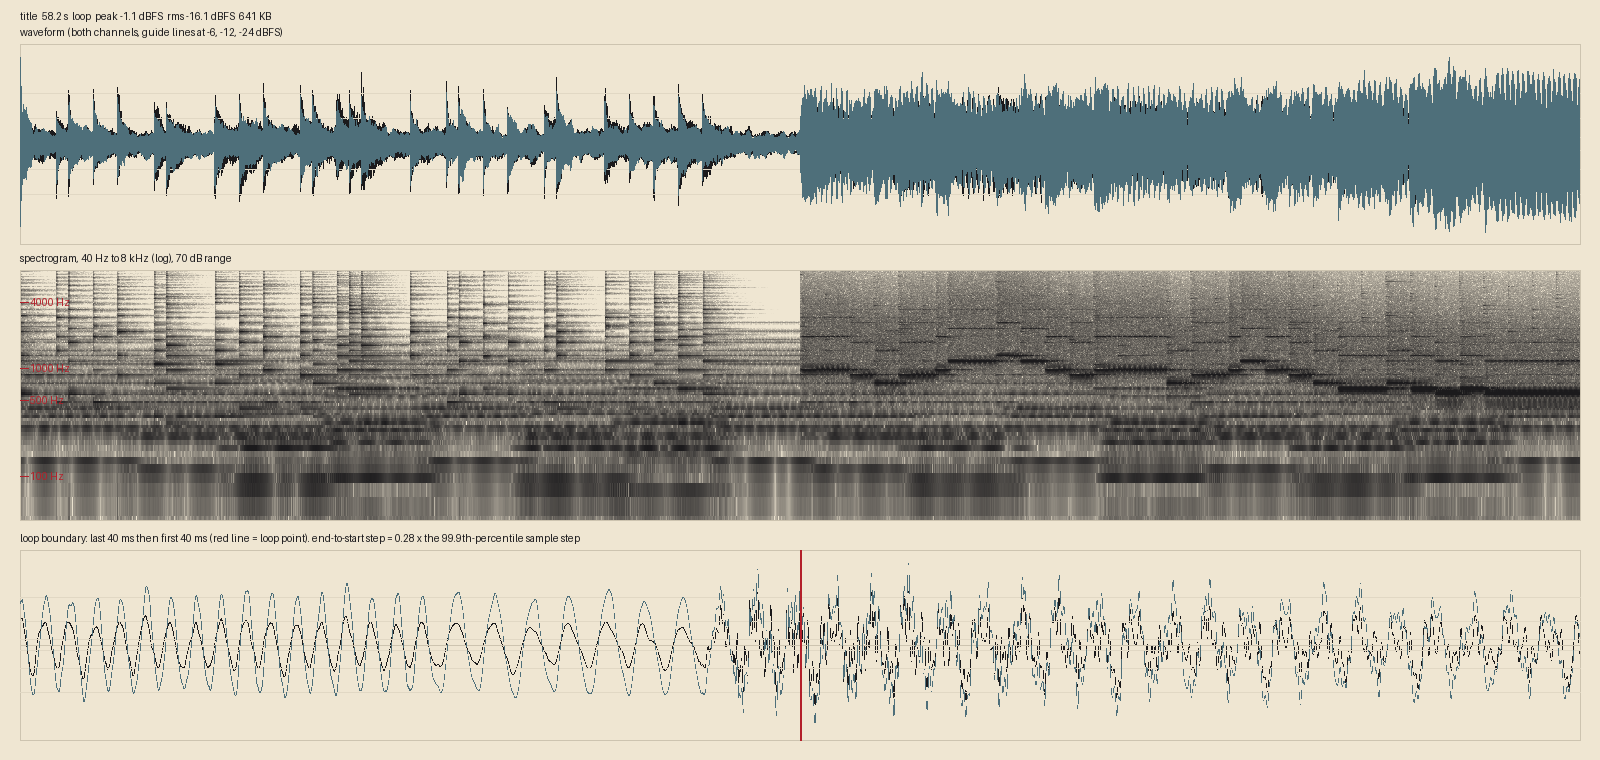 title 58.2 s loop peak -1.1 dBFS rms -16.1 dBFS 641 KB
waveform (both channels, guide lines at -6, -12, -24 dBFS)
spectrogram, 40 Hz to 8 kHz (log), 70 dB range
4000 Hz
1000 Hz
500 Hz
100 Hz
loop boundary: last 40 ms then first 40 ms (red line = loop point). end-to-start step = 0.28 x the 99.9th-percentile sample step